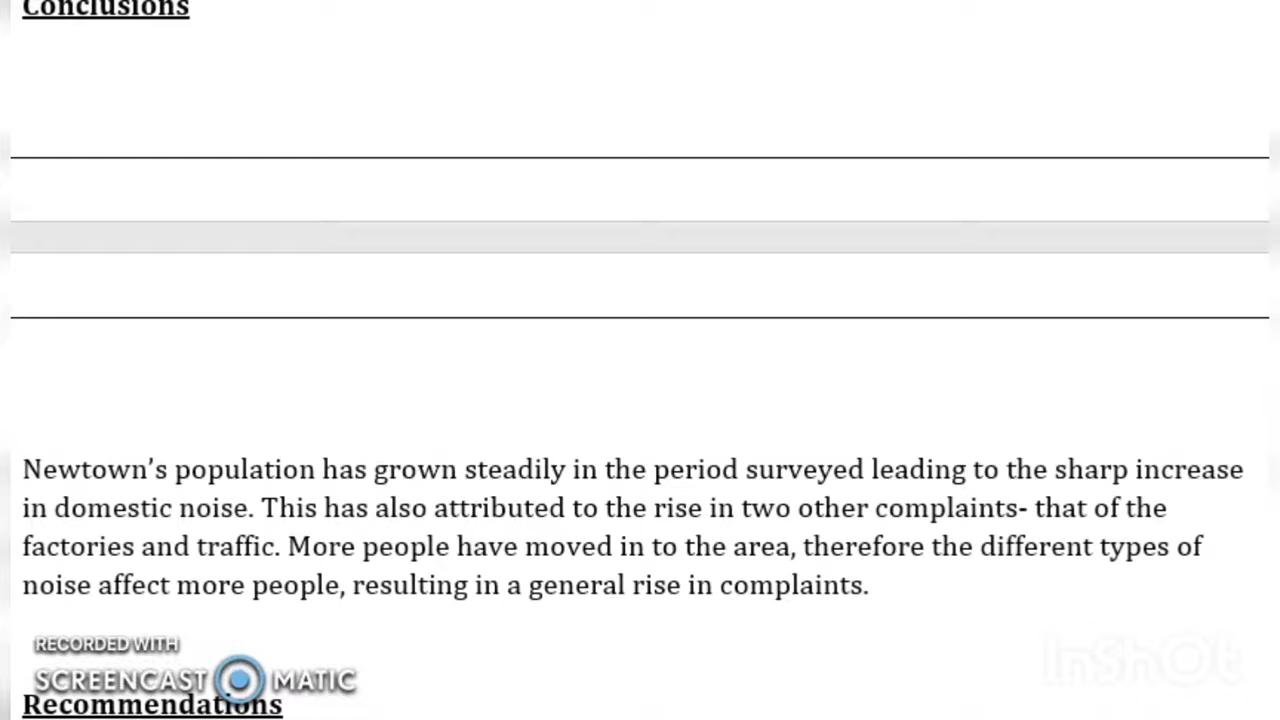 Conclusions
Newtown’s population has grown steadily in the period surveyed leading to the sharp increase
in domestic noise. This has also attributed to the rise in two other complaints- that of the
factories and traffic. More people have moved in to the area, therefore the different types of
noise affect more people, resulting in a general rise in complaints.
RECORDED WITH
SCREENCAST MATIC
InShOt
Recommendations